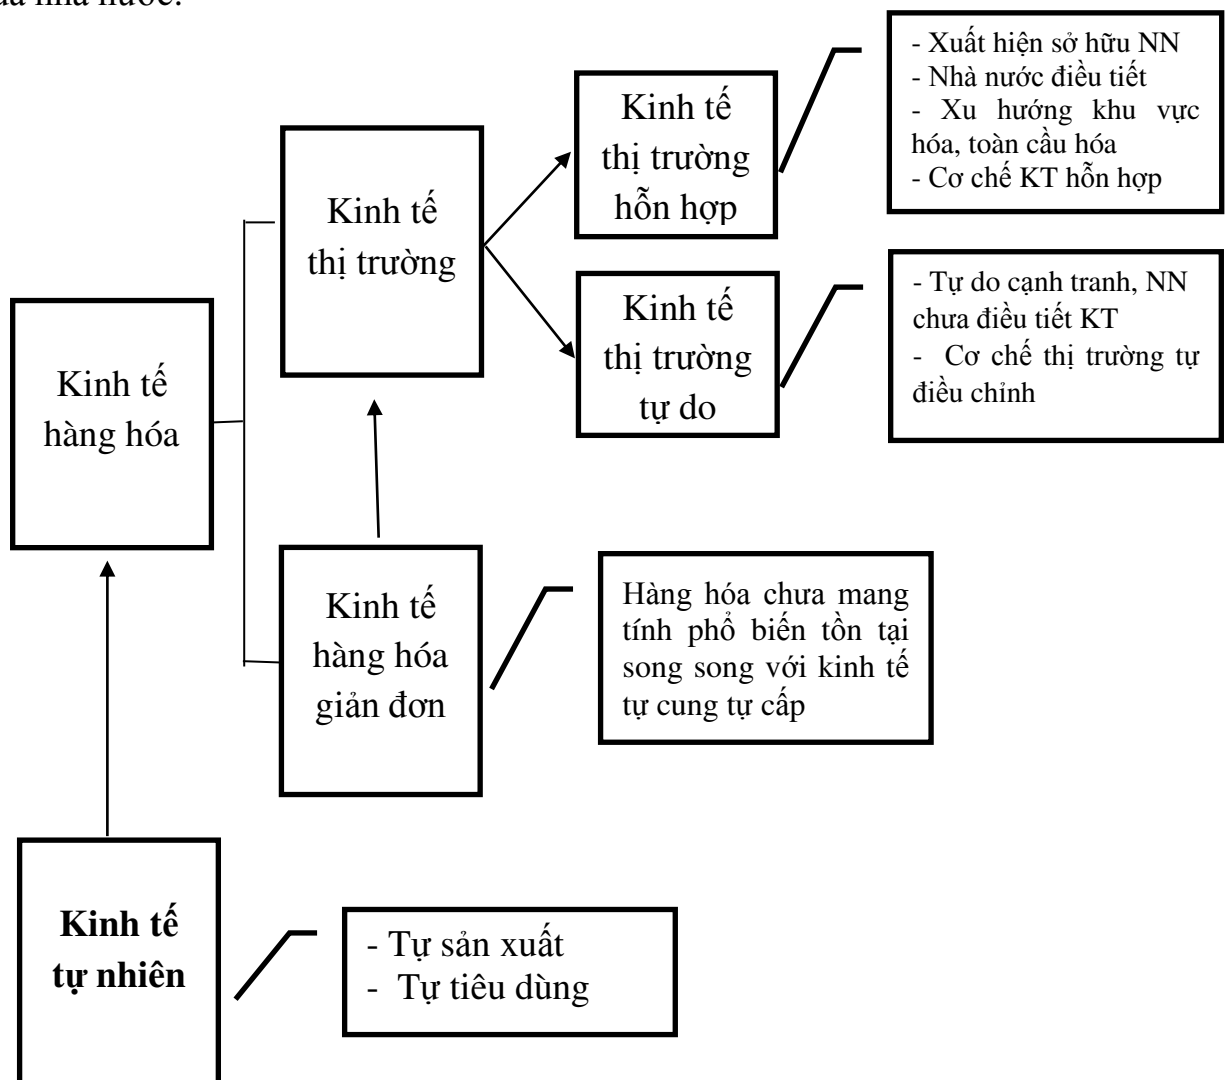 nhà nước.
- Xuất hiện sở hữu NN
- Nhà nước điều tiết
- Xu hướng khu vực
hóa, toàn cầu hóa
- Cơ chế KT hỗn hợp
Kinh tế
thị trường
hỗn hợp
Kinh tế
thị trường
- Tự do cạnh tranh, NN
chưa điều tiết KT
- Cơ chế thị trường tự
điều chỉnh
Kinh tế
thị trường
tự do
Kinh tế
hàng hóa
Kinh tế
hàng hóa
giản đơn
Hàng hóa chưa mang
tính phổ biến tồn tại
song song với kinh tế
tự cung tự cấp
Kinh tế
tự nhiên
- Tự sản xuất
- Tự tiêu dùng